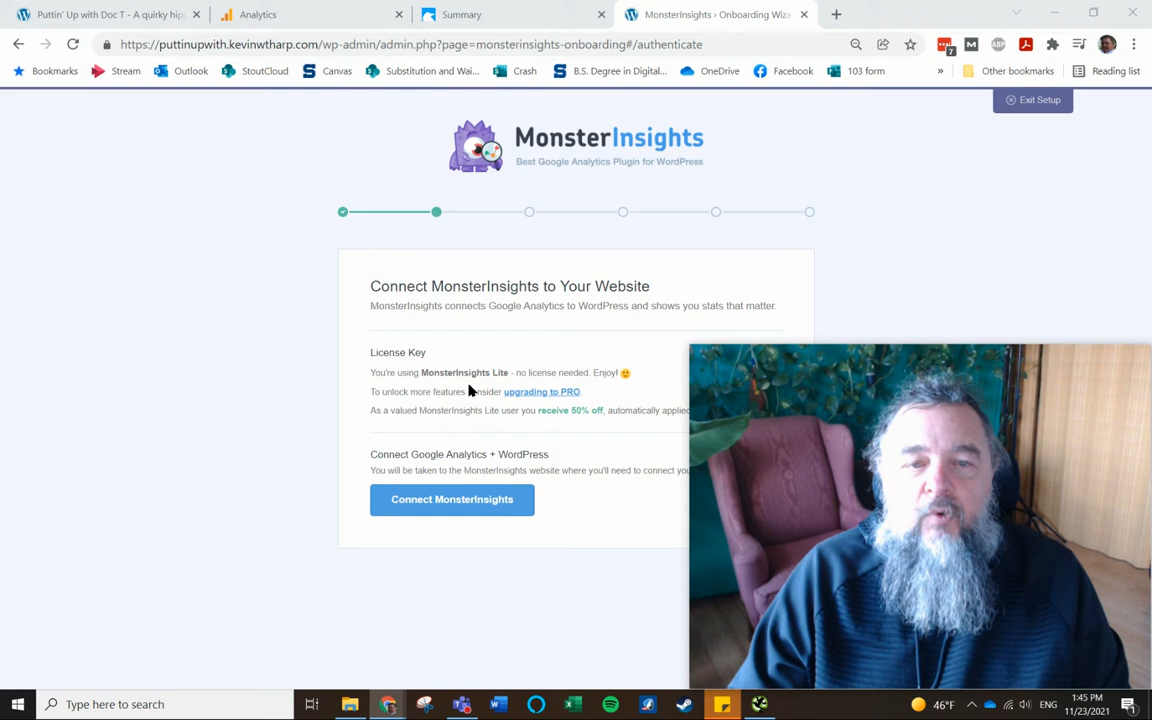 Puttin' Up with Doc T - A quirky hip
Analytics
Summary
MonsterInsights › Onboarding Wiza
https://puttinupwith.kevinwtharp.com/wp-admin/admin.php?page=monsterinsights-onboarding#/authenticate
7
ABP
Bookmarks
Stream
Outlook
StoutCloud
Canvas
Substitution and Wai...
Crash
B.S. Degree in Digital...
OneDrive
Facebook
103 form
»
Other bookmarks
Reading list
Exit Setup
MonsterInsights
Best Google Analytics Plugin for WordPress
Connect MonsterInsights to Your Website
MonsterInsights connects Google Analytics to WordPress and shows you stats that matter.
License Key
You're using MonsterInsights Lite - no license needed. Enjoy! 🙂
To unlock more features consider upgrading to PRO.
As a valued MonsterInsights Lite user you receive 50% off, automatically applied
Connect Google Analytics + WordPress
You will be taken to the MonsterInsights website where you'll need to connect you
Connect MonsterInsights
Type here to search
46°F
ENG
1:45 PM
11/23/2021
1